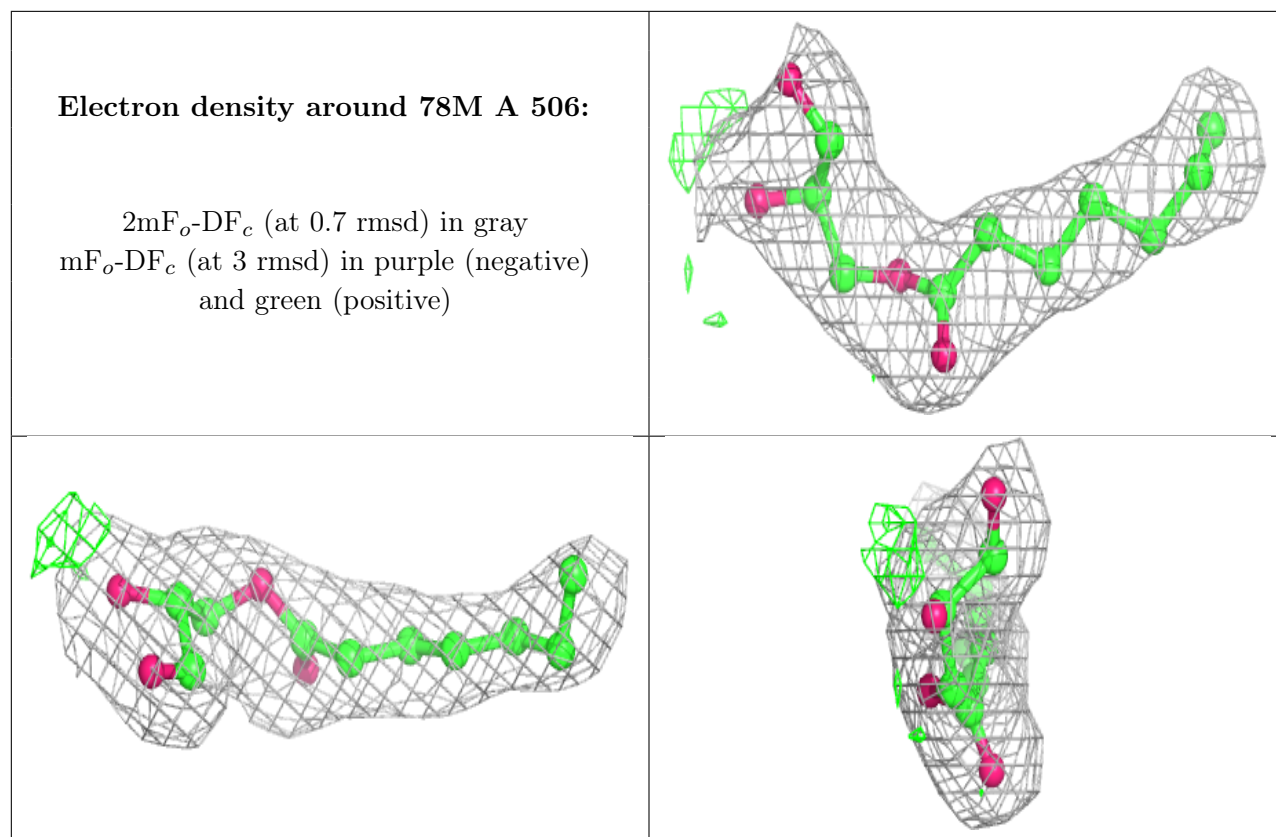 Electron density around 78M A 506:
2mFo-DFc (at 0.7 rmsd) in gray
mFo-DFc (at 3 rmsd) in purple (negative)
and green (positive)